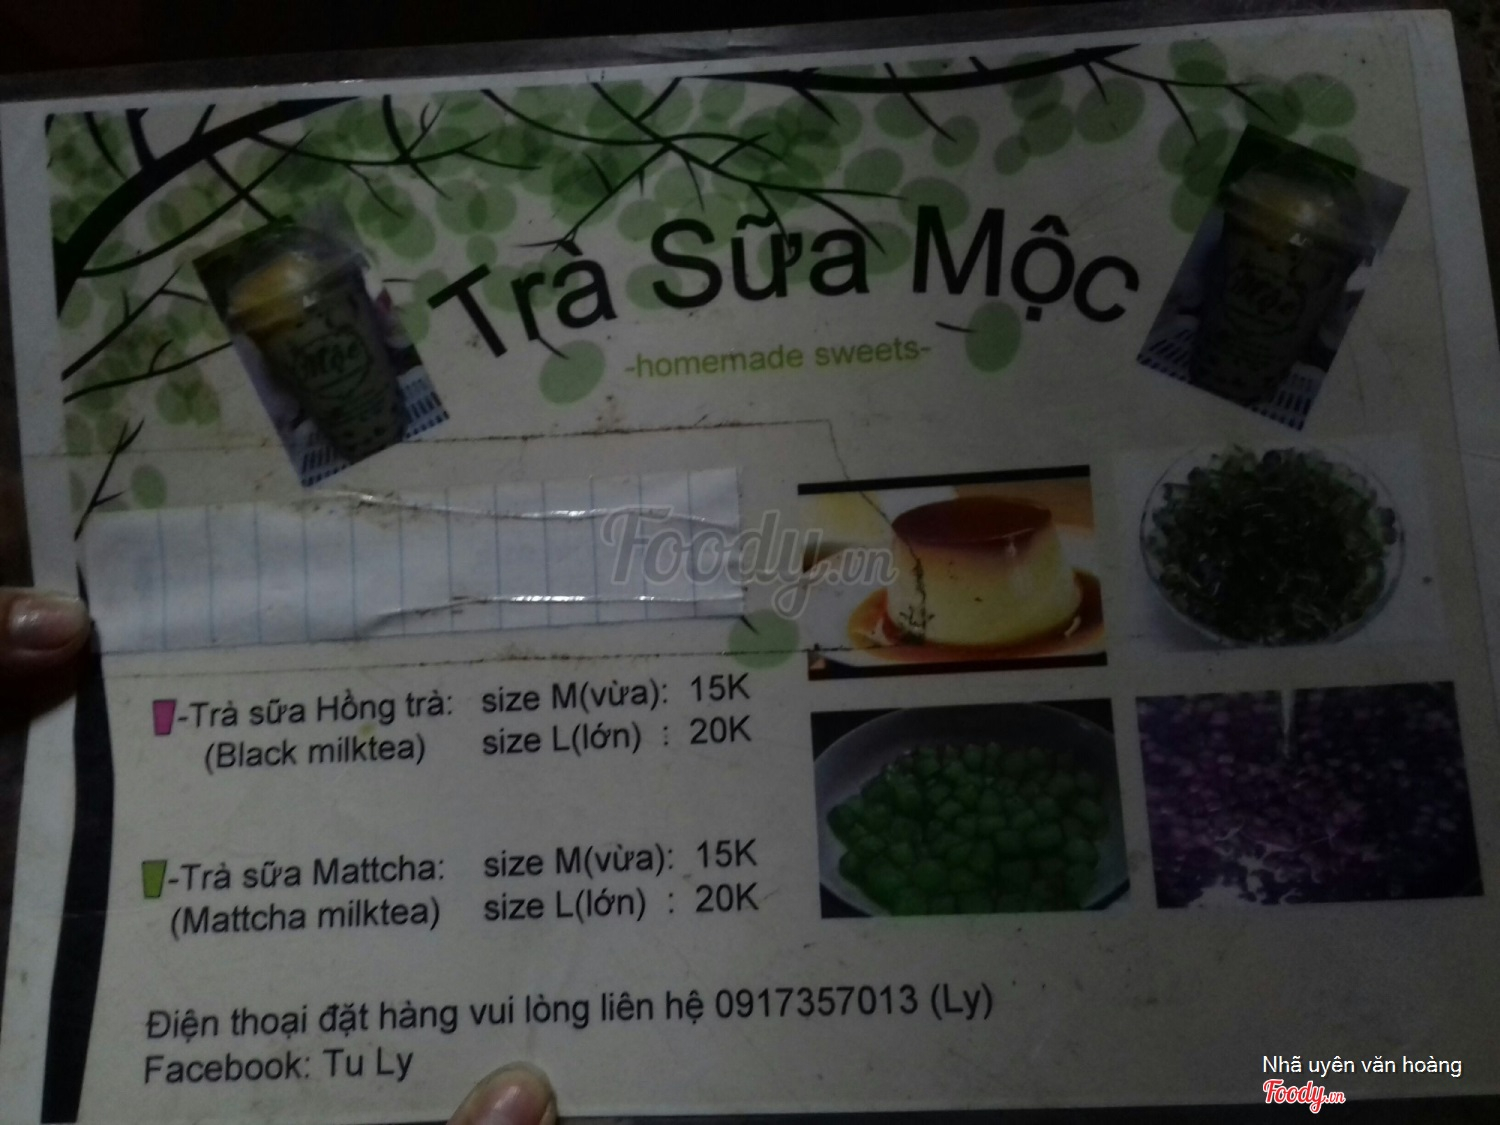 Trà Sữa Mộc
-homemade sweets-
Mộc
Mộc
Foody.vn
-Trà sữa Hồng trà: size M(vừa): 15K
(Black milktea) size L(lớn) : 20K
-Trà sữa Mattcha: size M(vừa): 15K
(Mattcha milktea) size L(lớn) : 20K
Điện thoại đặt hàng vui lòng liên hệ 0917357013 (Ly)
Facebook: Tu Ly
Nhã uyên văn hoàng
Foody.vn